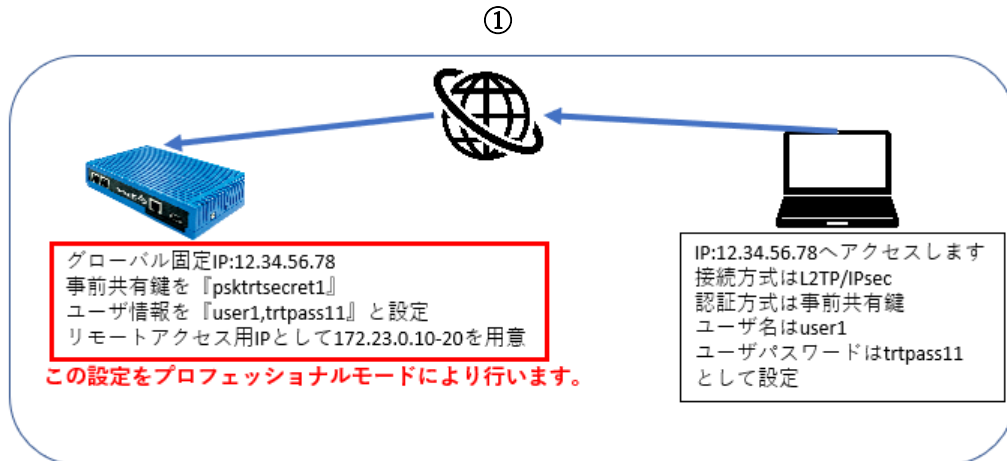 ①
グローバル固定IP:12.34.56.78
事前共有鍵を『psktrtsecret1』
ユーザ情報を『user1,trtpass11』と設定
リモートアクセス用IPとして172.23.0.10-20を用意
この設定をプロフェッショナルモードにより行います。
IP:12.34.56.78へアクセスします
接続方式はL2TP/IPsec
認証方式は事前共有鍵
ユーザ名はuser1
ユーザパスワードはtrtpass11
として設定